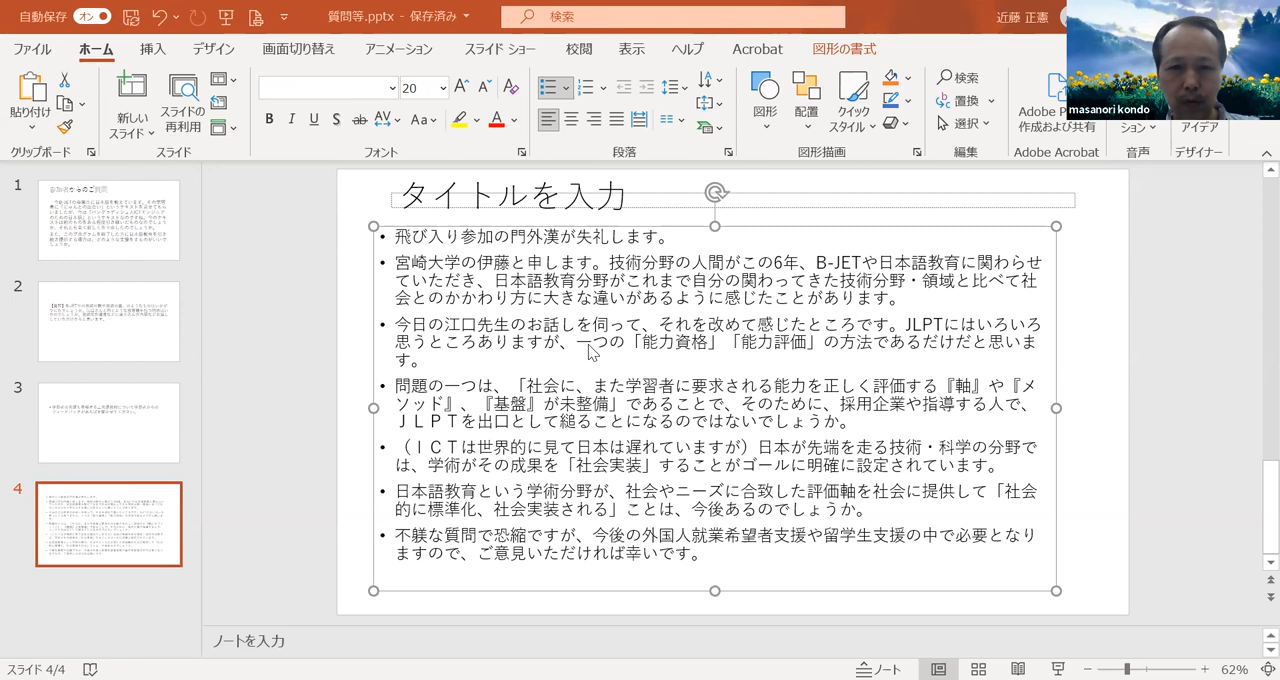 自動保存 オン 質問等.pptx - 保存済み 検索 近藤 正憲
ファイル ホーム 挿入 デザイン 画面切り替え アニメーション スライド ショー 校閲 表示 ヘルプ Acrobat 図形の書式
masanori kondo
貼り付け
新しい
スライド
スライドの
再利用
20
B I U S ab AV Aa A
図形
配置
クイック
スタイル
検索
置換
選択
Adobe P
作成および共有
ション
アイデア
クリップボード スライド フォント 段落 図形描画 編集 Adobe Acrobat 音声 デザイナー
1
参加者からのご質問
2
3
4
タイトルを入力
• 飛び入り参加の門外漢が失礼します。
• 宮崎大学の伊藤と申します。技術分野の人間がこの6年、B-JETや日本語教育に関わらせ
ていただき、日本語教育分野がこれまで自分の関わってきた技術分野・領域と比べて社
会とのかかわり方に大きな違いがあるように感じたことがあります。
• 今日の江口先生のお話しを伺って、それを改めて感じたところです。JLPTにはいろいろ
思うところありますが、一つの「能力資格」「能力評価」の方法であるだけだと思いま
す。
• 問題の一つは、「社会に、また学習者に要求される能力を正しく評価する『軸』や『メ
ソッド』、『基盤』が未整備」であることで、そのために、採用企業や指導する人で、
ＪＬＰＴを出口として縋ることになるのではないでしょうか。
• （ＩＣＴは世界的に見て日本は遅れていますが）日本が先端を走る技術・科学の分野で
は、学術がその成果を「社会実装」することがゴールに明確に設定されています。
• 日本語教育という学術分野が、社会やニーズに合致した評価軸を社会に提供して「社会
的に標準化、社会実装される」ことは、今後あるのでしょうか。
• 不躾な質問で恐縮ですが、今後の外国人就業希望者支援や留学生支援の中で必要となり
ますので、ご意見いただければ幸いです。
ノートを入力
スライド 4/4 ノート 62%